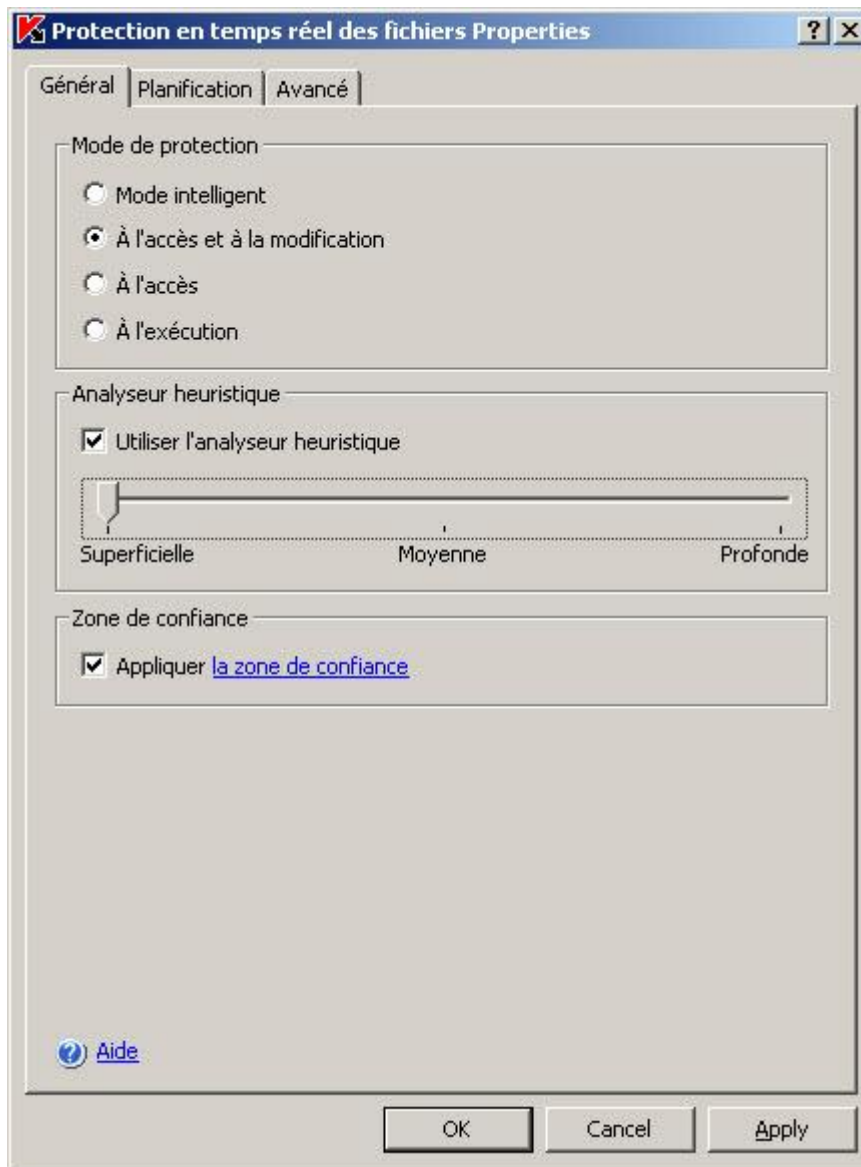 Protection en temps réel des fichiers Properties
Général Planification Avancé
Mode de protection
Mode intelligent
À l'accès et à la modification
À l'accès
À l'exécution
Analyseur heuristique
Utiliser l'analyseur heuristique
Superficielle Moyenne Profonde
Zone de confiance
Appliquer la zone de confiance
Aide
OK Cancel Apply